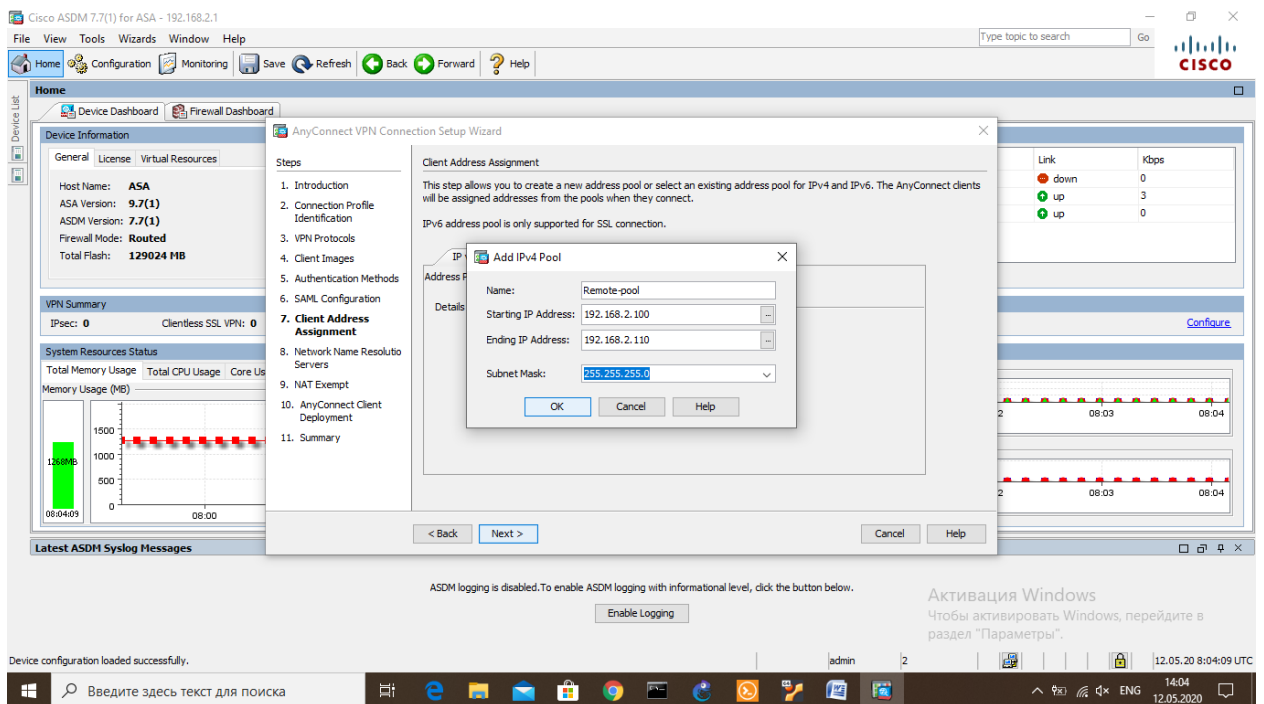 Cisco ASDM 7.7(1) for ASA - 192.168.2.1
File View Tools Wizards Window Help
Type topic to search Go
Home Configuration Monitoring Save Refresh Back Forward Help
CISCO
Device List
Home
Device Dashboard Firewall Dashboard
Device Information
General License Virtual Resources
Host Name: ASA
ASA Version: 9.7(1)
ASDM Version: 7.7(1)
Firewall Mode: Routed
Total Flash: 129024 MB
VPN Summary
IPsec: 0 Clientless SSL VPN: 0
System Resources Status
Total Memory Usage Total CPU Usage Core Us
Memory Usage (MB)
1268MB
08:04:09
1500
1000
500
0
08:00
AnyConnect VPN Connection Setup Wizard
Steps
1. Introduction
2. Connection Profile
Identification
3. VPN Protocols
4. Client Images
5. Authentication Methods
6. SAML Configuration
7. Client Address
Assignment
8. Network Name Resolutio
Servers
9. NAT Exempt
10. AnyConnect Client
Deployment
11. Summary
Client Address Assignment
This step allows you to create a new address pool or select an existing address pool for IPv4 and IPv6. The AnyConnect clients
will be assigned addresses from the pools when they connect.
IPv6 address pool is only supported for SSL connection.
IP
Address P
Details
Add IPv4 Pool
Name: Remote-pool
Starting IP Address: 192.168.2.100 ...
Ending IP Address: 192.168.2.110 ...
Subnet Mask: 255.255.255.0
OK Cancel Help
< Back Next > Cancel Help
Link Kbps
down 0
up 3
up 0
Configure
2 08:03 08:04
2 08:03 08:04
Latest ASDM Syslog Messages
ASDM logging is disabled.To enable ASDM logging with informational level, click the button below.
Enable Logging
Активация Windows
Чтобы активировать Windows, перейдите в
раздел "Параметры".
Device configuration loaded successfully. admin 2 12.05.20 8:04:09 UTC
Введите здесь текст для поиска
ENG
14:04
12.05.2020